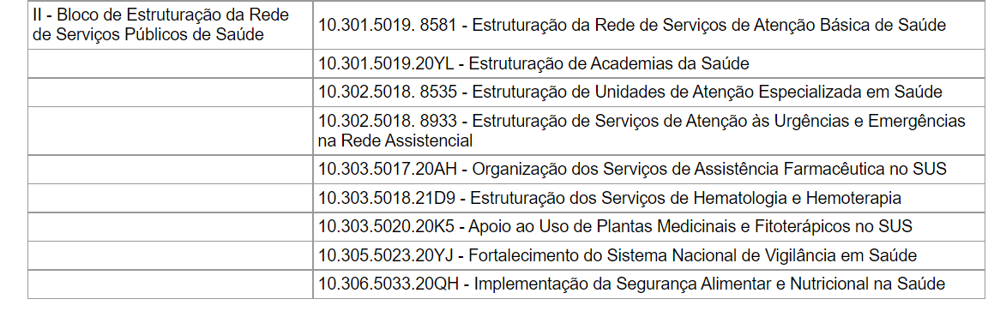 II - Bloco de Estruturação da Rede
de Serviços Públicos de Saúde
10.301.5019. 8581 - Estruturação da Rede de Serviços de Atenção Básica de Saúde
10.301.5019.20YL - Estruturação de Academias da Saúde
10.302.5018. 8535 - Estruturação de Unidades de Atenção Especializada em Saúde
10.302.5018. 8933 - Estruturação de Serviços de Atenção às Urgências e Emergências
na Rede Assistencial
10.303.5017.20AH - Organização dos Serviços de Assistência Farmacêutica no SUS
10.303.5018.21D9 - Estruturação dos Serviços de Hematologia e Hemoterapia
10.303.5020.20K5 - Apoio ao Uso de Plantas Medicinais e Fitoterápicos no SUS
10.305.5023.20YJ - Fortalecimento do Sistema Nacional de Vigilância em Saúde
10.306.5033.20QH - Implementação da Segurança Alimentar e Nutricional na Saúde